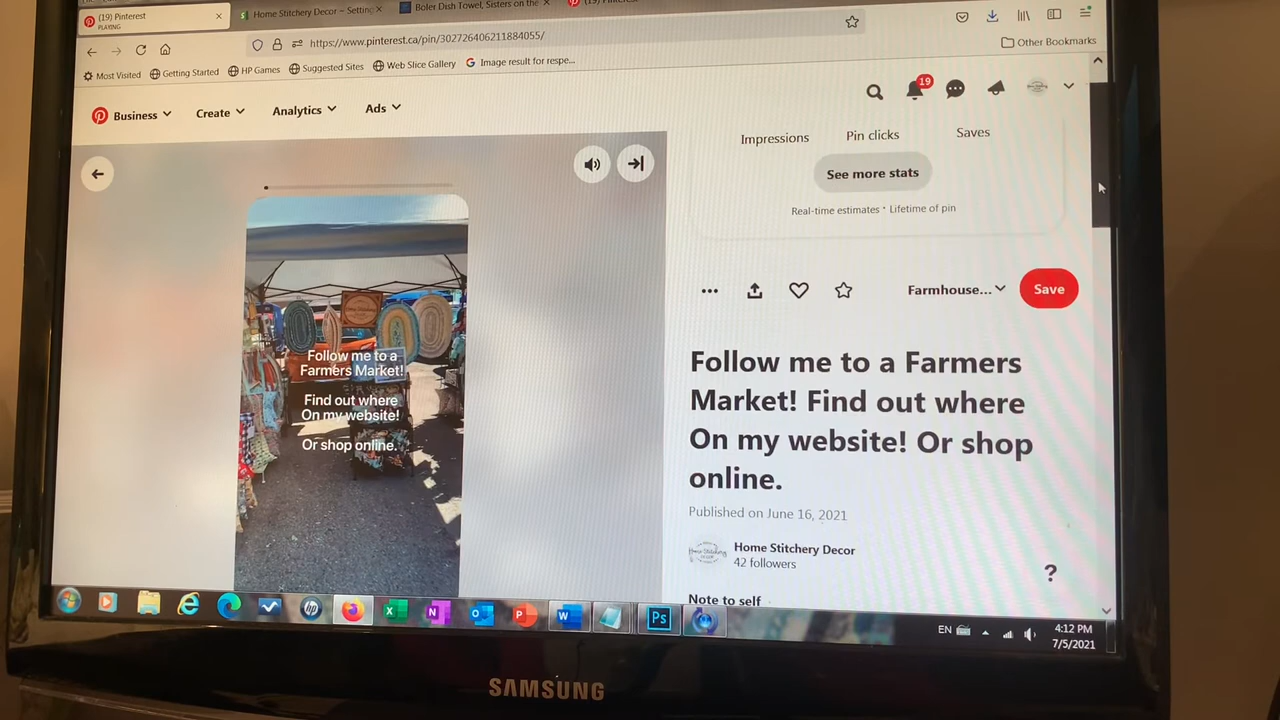 (19) Pinterest
PLAYING
Home Stitchery Decor ~ Setting
Boler Dish Towel, Sisters on the
https://www.pinterest.ca/pin/302726406211884055/
Other Bookmarks
Most Visited
Getting Started
HP Games
Suggested Sites
Web Slice Gallery
Image result for respe...
Business
Create
Analytics
Ads
19
Impressions
Pin clicks
Saves
See more stats
Real-time estimates • Lifetime of pin
Farmhouse...
Save
Follow me to a
Farmers Market!
Find out where
On my website!
Or shop online.
Follow me to a Farmers
Market! Find out where
On my website! Or shop
online.
Published on June 16, 2021
Home Stitchery Decor
42 followers
Note to self
?
EN
4:12 PM
7/5/2021
SAMSUNG